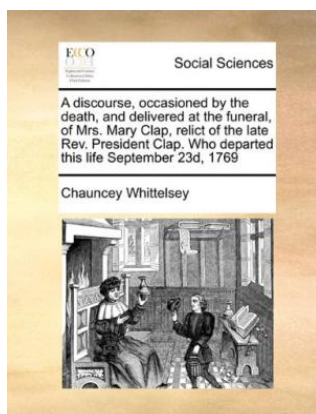 ECCO
Social Sciences
A discourse, occasioned by the
death, and delivered at the funeral,
of Mrs. Mary Clap, relict of the late
Rev. President Clap. Who departed
this life September 23d, 1769
Chauncey Whittelsey